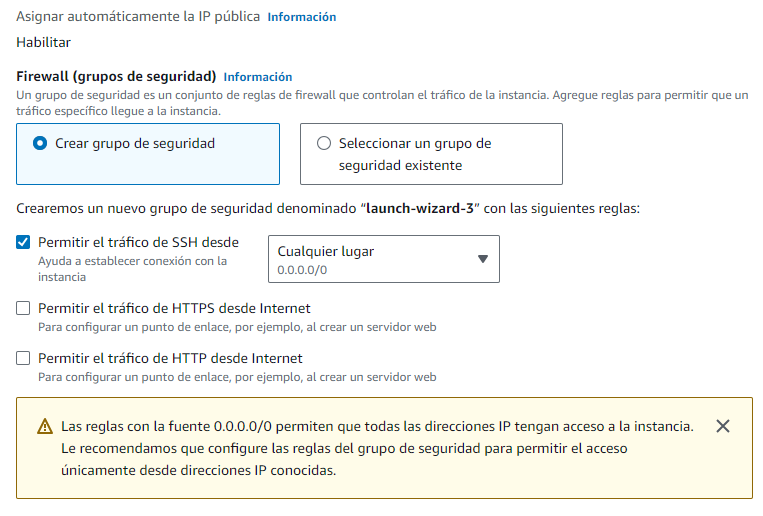 Asignar automáticamente la IP pública Información
Habilitar
Firewall (grupos de seguridad) Información
Un grupo de seguridad es un conjunto de reglas de firewall que controlan el tráfico de la instancia. Agregue reglas para permitir que un
tráfico específico llegue a la instancia.
Crear grupo de seguridad
Seleccionar un grupo de
seguridad existente
Crearemos un nuevo grupo de seguridad denominado “launch-wizard-3” con las siguientes reglas:
Permitir el tráfico de SSH desde
Ayuda a establecer conexión con la
instancia
Cualquier lugar
0.0.0.0/0
Permitir el tráfico de HTTPS desde Internet
Para configurar un punto de enlace, por ejemplo, al crear un servidor web
Permitir el tráfico de HTTP desde Internet
Para configurar un punto de enlace, por ejemplo, al crear un servidor web
Las reglas con la fuente 0.0.0.0/0 permiten que todas las direcciones IP tengan acceso a la instancia.
Le recomendamos que configure las reglas del grupo de seguridad para permitir el acceso
únicamente desde direcciones IP conocidas.